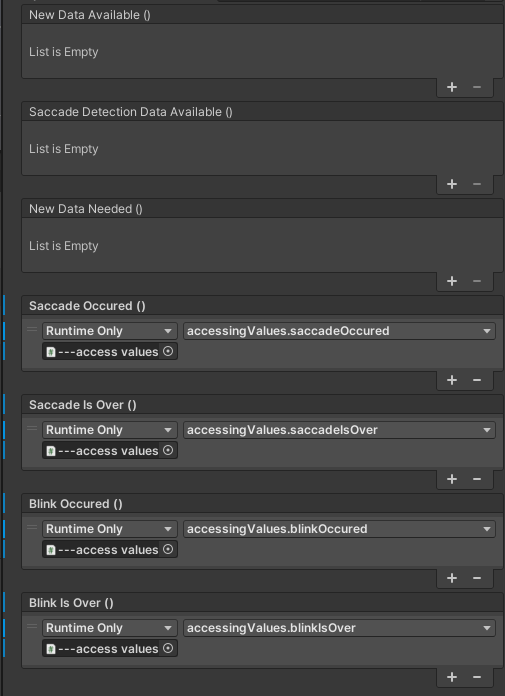 New Data Available ()
List is Empty
+ −
Saccade Detection Data Available ()
List is Empty
+ −
New Data Needed ()
List is Empty
+ −
Saccade Occured ()
Runtime Only accessingValues.saccadeOccured
# ---access values
+ −
Saccade Is Over ()
Runtime Only accessingValues.saccadeIsOver
# ---access values
+ −
Blink Occured ()
Runtime Only accessingValues.blinkOccured
# ---access values
+ −
Blink Is Over ()
Runtime Only accessingValues.blinkIsOver
# ---access values
+ −